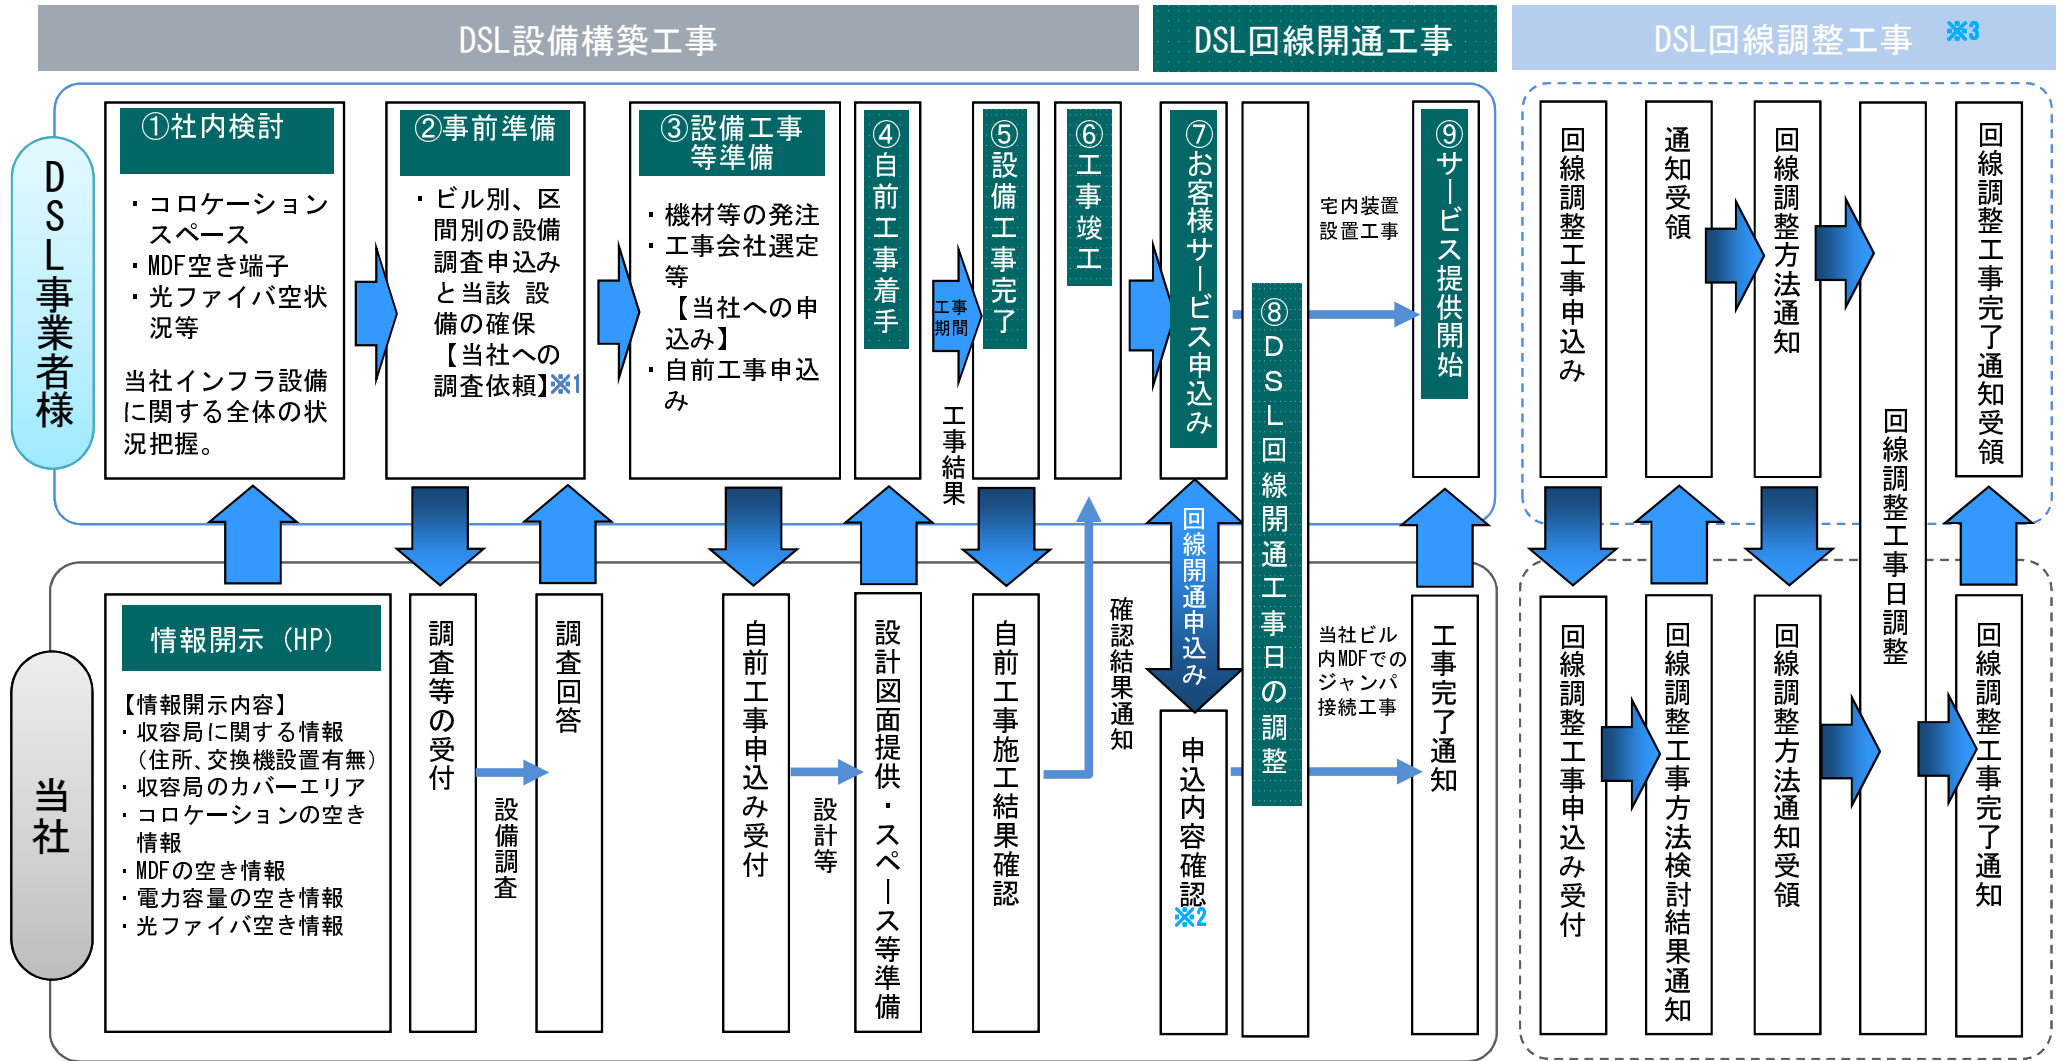 DSL設備構築工事
DSL回線開通工事
DSL回線調整工事 ※3
DSL事業者様
①社内検討
・コロケーション
スペース
・MDF空き端子
・光ファイバ空状
況等
当社インフラ設備
に関する全体の状
況把握。
②事前準備
・ビル別、区
間別の設備
調査申込み
と当該 設
備の確保
【当社への
調査依頼】※1
③設備工事
等準備
・機材等の発注
・工事会社選定
等
【当社への申
込み】
・自前工事申込
み
④自前工事着手
工事
期間
工事結果
⑤設備工事完了
⑥工事竣工
⑦お客様サービス申込み
⑧DSL回線開通工事日の調整
宅内装置
設置工事
⑨サービス提供開始
回線調整工事申込み
通知受領
回線調整方法通知
回線調整工事日調整
回線調整工事完了通知受領
当社
情報開示（HP）
【情報開示内容】
・収容局に関する情報
（住所、交換機設置有無）
・収容局のカバーエリア
・コロケーションの空き
情報
・MDFの空き情報
・電力容量の空き情報
・光ファイバ空き情報
調査等の受付
設備調査
調査回答
自前工事申込み受付
設計等
設計図面提供・スペース等準備
自前工事施工結果確認
確認結果通知
回線開通申込み
申込内容確認
※2
当社ビル
内MDFでの
ジャンパ
接続工事
工事完了通知
回線調整工事申込み受付
回線調整工事方法検討結果通知
回線調整方法通知受領
回線調整工事完了通知